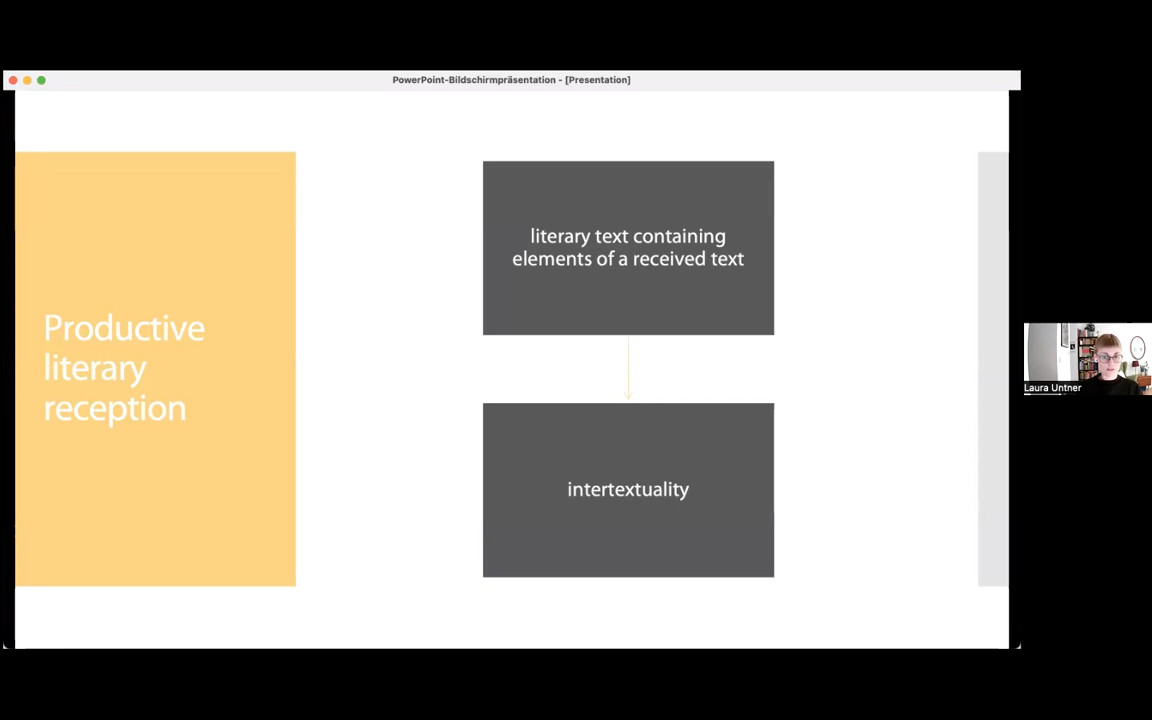 PowerPoint-Bildschirmpräsentation - [Presentation]
Productive
literary
reception
literary text containing
elements of a received text
intertextuality
Laura Untner